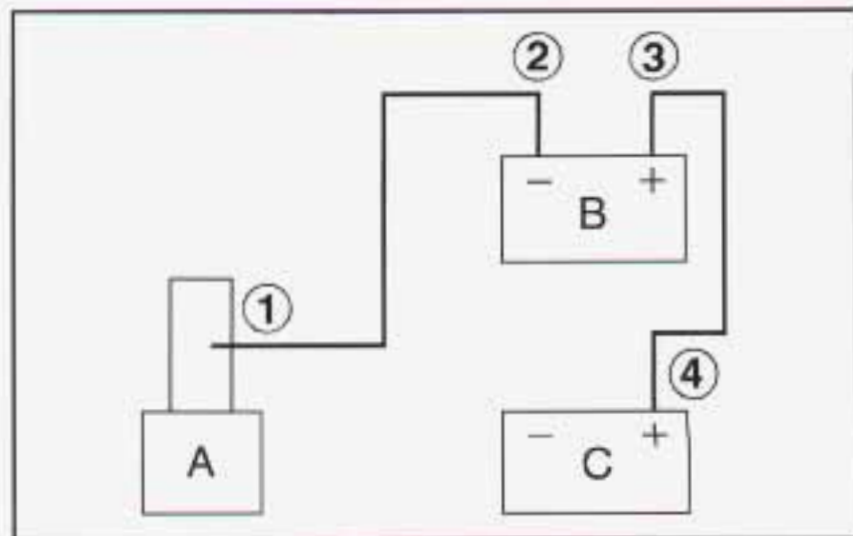 ② ③
− +
B
①
④
− +
A C